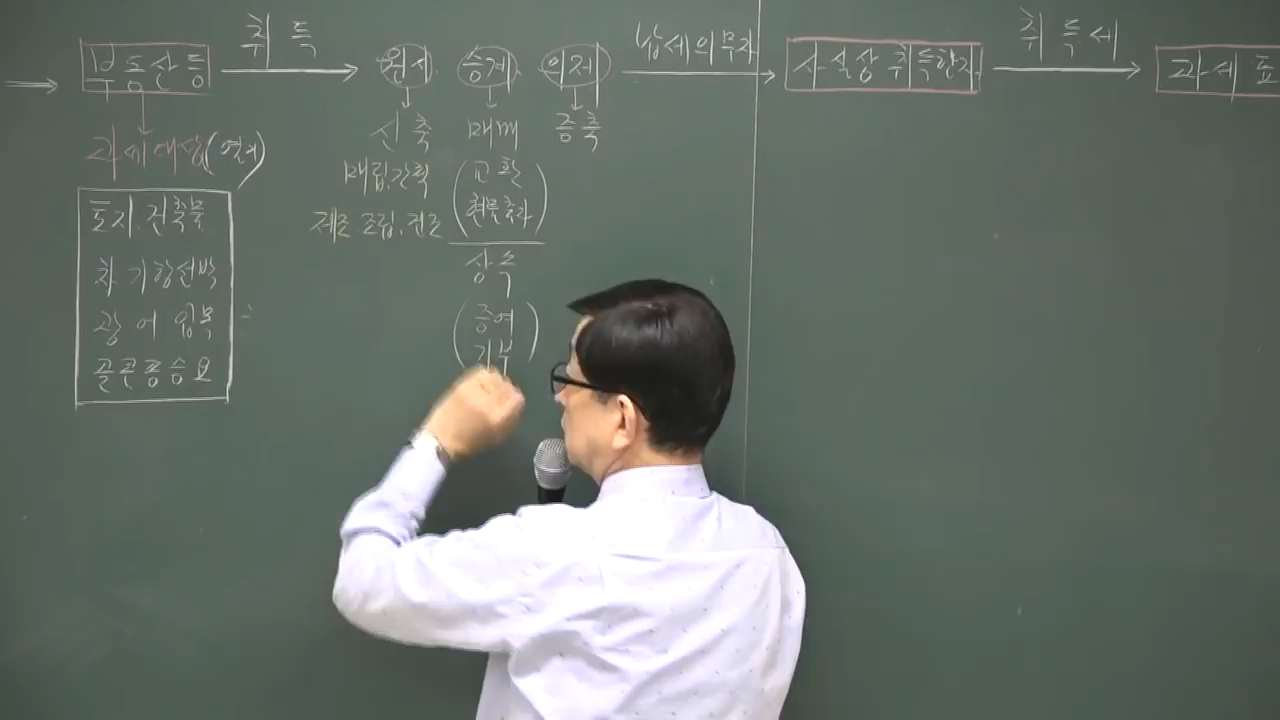 부동산등 취득 원시 승계 의제 납세의무자 사실상 취득한자 취득세 과세표
과세대상(열거)
토지.건축물
차 기항선박
광 어 입목
골콘종승요
신축 매매 증축
매립.간척 (교환
제조.조립.건조 현물출자)
상속
(증여
기부)